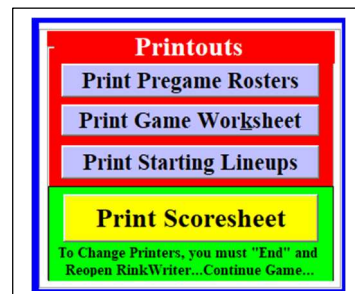 Printouts
Print Pregame Rosters
Print Game Worksheet
Print Starting Lineups
Print Scoresheet
To Change Printers, you must "End" and
Reopen RinkWriter...Continue Game...